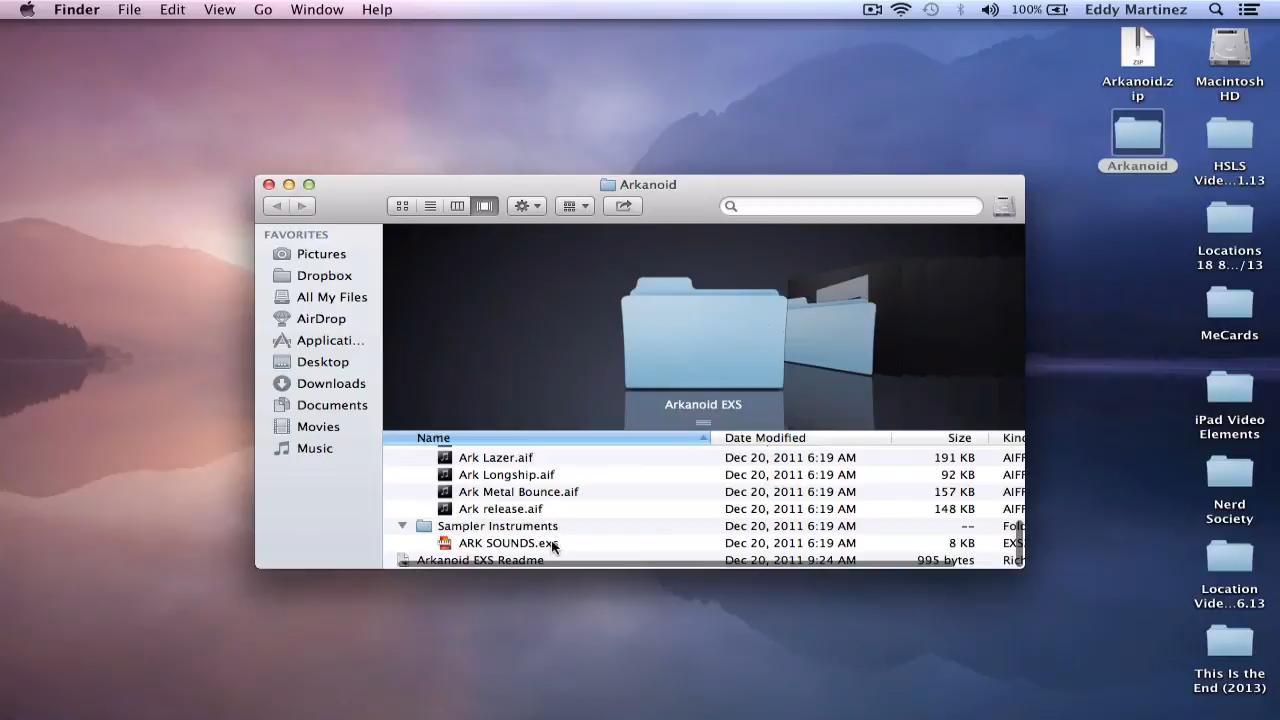 Finder File Edit View Go Window Help 100% Eddy Martinez
ZIP
Arkanoid.z
ip
Macintosh
HD
Arkanoid
HSLS
Vide...1.13
Locations
18 8.../13
MeCards
iPad Video
Elements
Nerd
Society
Location
Vide...6.13
This Is the
End (2013)
Arkanoid
FAVORITES
Pictures
Dropbox
All My Files
AirDrop
Applicati...
Desktop
Downloads
Documents
Movies
Music
Arkanoid EXS
Name Date Modified Size Kind
Ark Lazer.aif Dec 20, 2011 6:19 AM 191 KB AIFF
Ark Longship.aif Dec 20, 2011 6:19 AM 92 KB AIFF
Ark Metal Bounce.aif Dec 20, 2011 6:19 AM 157 KB AIFF
Ark release.aif Dec 20, 2011 6:19 AM 148 KB AIFF
Sampler Instruments Dec 20, 2011 6:19 AM -- Fol
ARK SOUNDS.exs Dec 20, 2011 6:19 AM 8 KB EXS
Arkanoid EXS Readme Dec 20, 2011 9:24 AM 995 bytes Rich